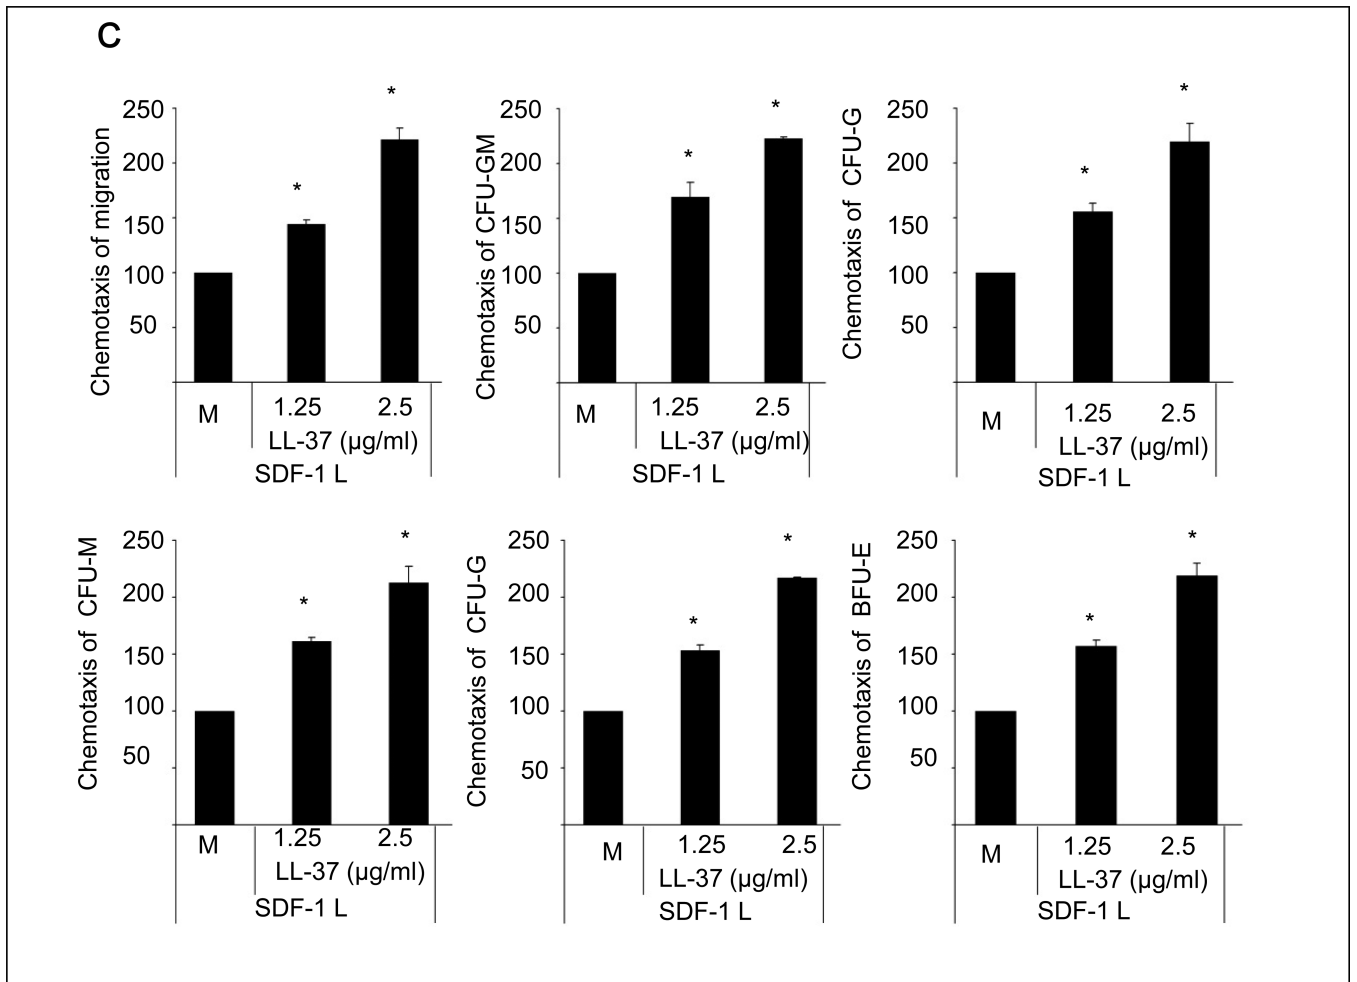 C
Chemotaxis of migration
250
200
150
100
50
*
*
M
1.25
2.5
LL-37 (µg/ml)
SDF-1 L
Chemotaxis of CFU-GM
250
200
150
100
50
*
*
M
1.25
2.5
LL-37 (µg/ml)
SDF-1 L
Chemotaxis of CFU-G
250
200
150
100
50
*
*
M
1.25
2.5
LL-37 (µg/ml)
SDF-1 L
Chemotaxis of CFU-M
250
200
150
100
50
*
*
M
1.25
2.5
LL-37 (µg/ml)
SDF-1 L
Chemotaxis of CFU-G
250
200
150
100
50
*
*
M
1.25
2.5
LL-37 (µg/ml)
SDF-1 L
Chemotaxis of BFU-E
250
200
150
100
50
*
*
M
1.25
2.5
LL-37 (µg/ml)
SDF-1 L